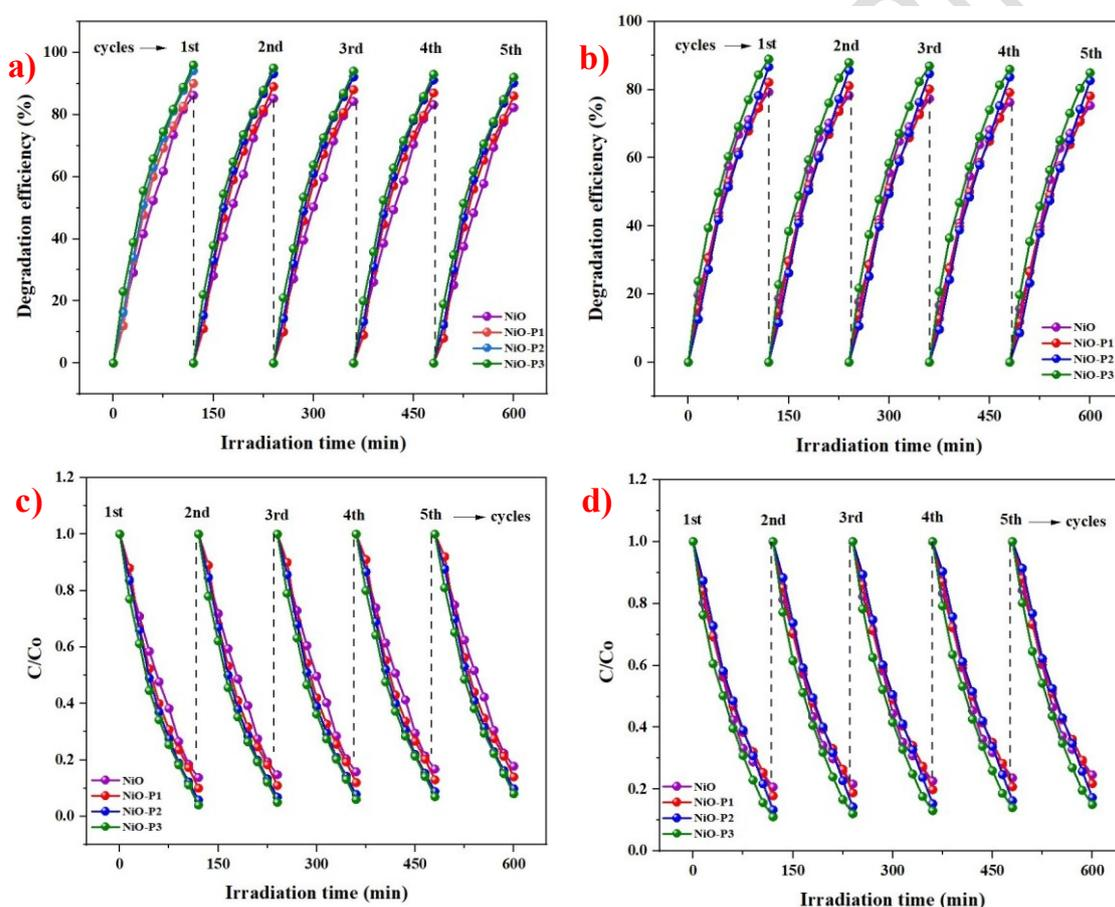 a)
cycles
1st
2nd
3rd
4th
5th
Degradation efficiency (%)
100
80
60
40
20
0
NiO
NiO-P1
NiO-P2
NiO-P3
0 150 300 450 600
Irradiation time (min)
b)
cycles
1st
2nd
3rd
4th
5th
Degradation efficiency (%)
100
80
60
40
20
0
NiO
NiO-P1
NiO-P2
NiO-P3
0 150 300 450 600
Irradiation time (min)
c)
1st
2nd
3rd
4th
5th
cycles
C/Co
1.2
1.0
0.8
0.6
0.4
0.2
0.0
NiO
NiO-P1
NiO-P2
NiO-P3
0 150 300 450 600
Irradiation time (min)
d)
1st
2nd
3rd
4th
5th
cycles
C/Co
1.2
1.0
0.8
0.6
0.4
0.2
0.0
NiO
NiO-P1
NiO-P2
NiO-P3
0 150 300 450 600
Irradiation time (min)